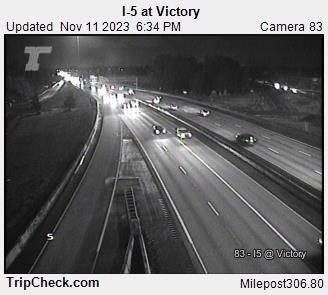 I-5 at Victory
Updated Nov 11 2023 6:34 PM Camera 83
T
S
83 - I5 @ Victory
TripCheck.com Milepost306.80